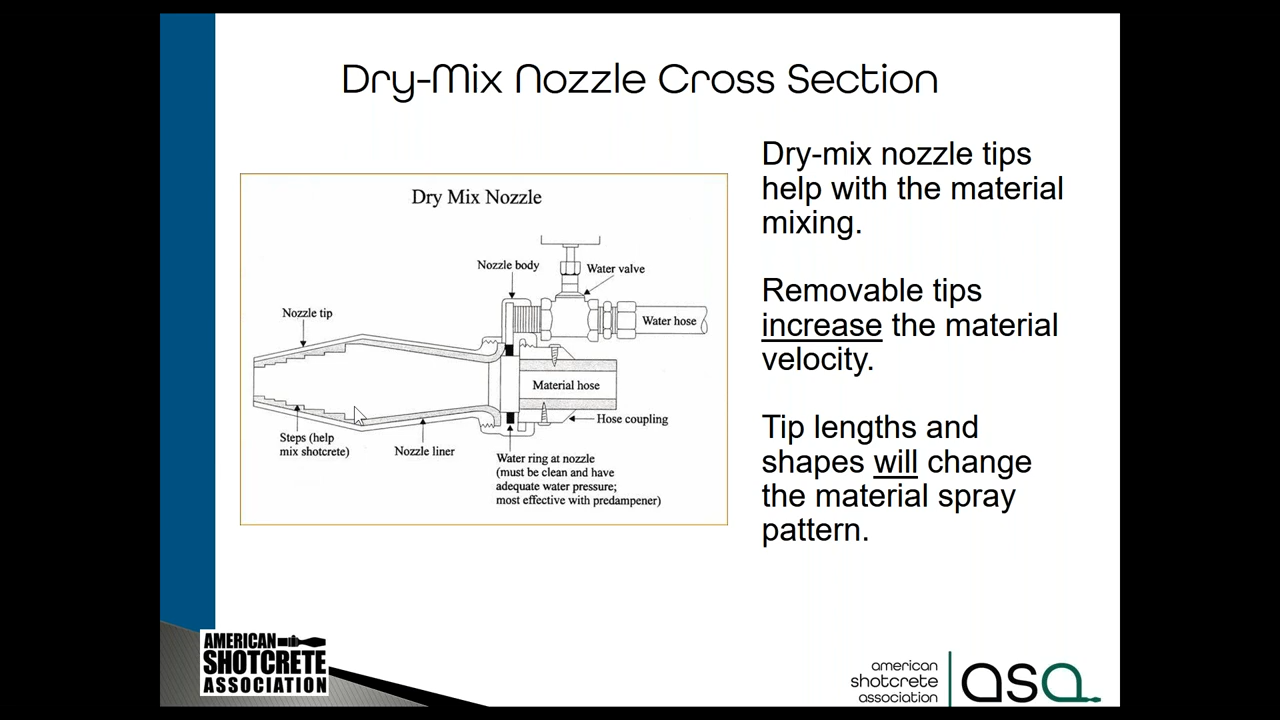 Dry-Mix Nozzle Cross Section
Dry Mix Nozzle
Nozzle body
Water valve
Nozzle tip
Water hose
Material hose
Hose coupling
Steps (help
mix shotcrete)
Nozzle liner
Water ring at nozzle
(must be clean and have
adequate water pressure;
most effective with predampener)
Dry-mix nozzle tips
help with the material
mixing.
Removable tips
increase the material
velocity.
Tip lengths and
shapes will change
the material spray
pattern.
AMERICAN
SHOTCRETE
ASSOCIATION
american
shotcrete
association
asa